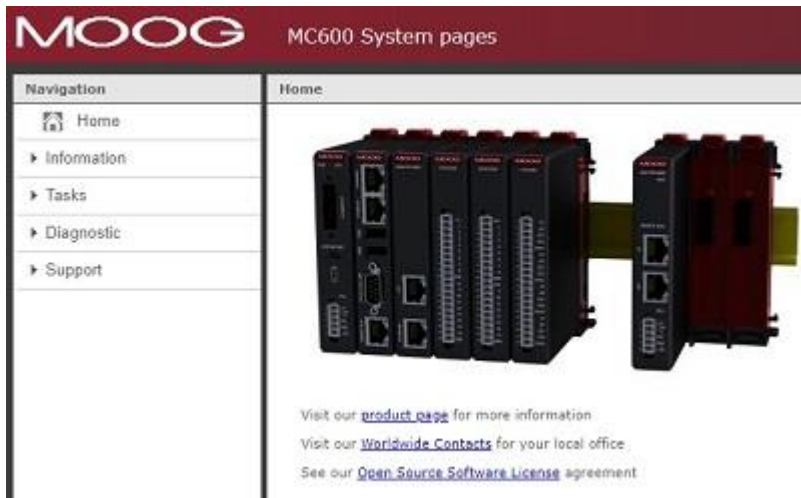 MOOG
MC600 System pages
Navigation
Home
Information
Tasks
Diagnostic
Support
Home
Visit our product page for more information
Visit our Worldwide Contacts for your local office
See our Open Source Software License agreement